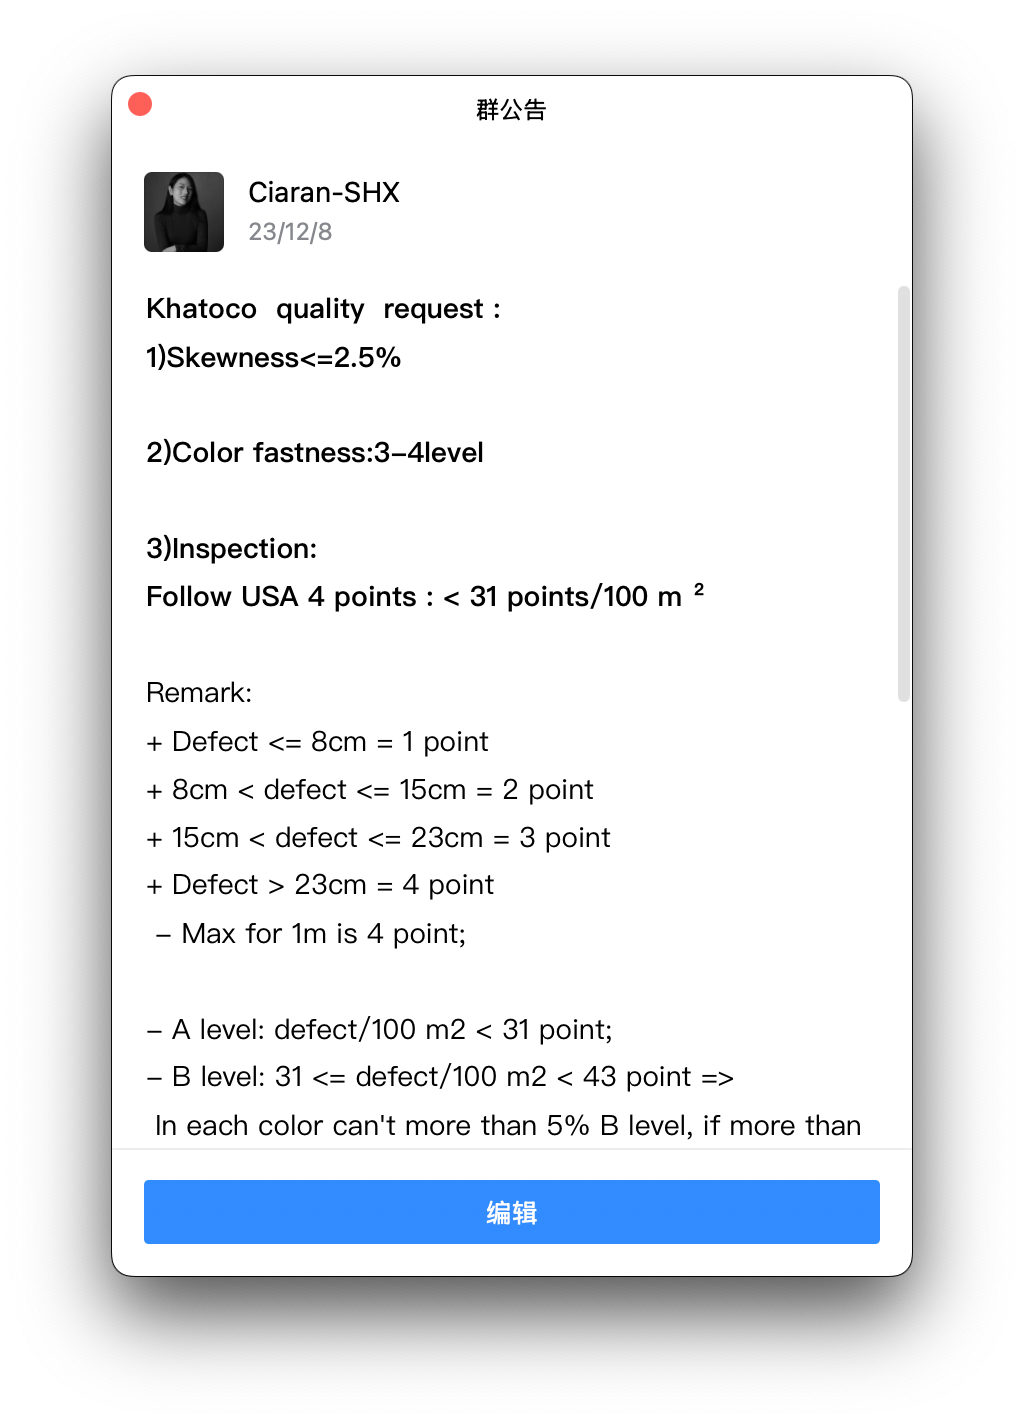 群公告
Ciaran-SHX
23/12/8
Khatoco quality request :
1)Skewness<=2.5%
2)Color fastness:3–4level
3)Inspection:
Follow USA 4 points : < 31 points/100 m ²
Remark:
+ Defect <= 8cm = 1 point
+ 8cm < defect <= 15cm = 2 point
+ 15cm < defect <= 23cm = 3 point
+ Defect > 23cm = 4 point
– Max for 1m is 4 point;
– A level: defect/100 m2 < 31 point;
– B level: 31 <= defect/100 m2 < 43 point =>
In each color can't more than 5% B level, if more than
编辑